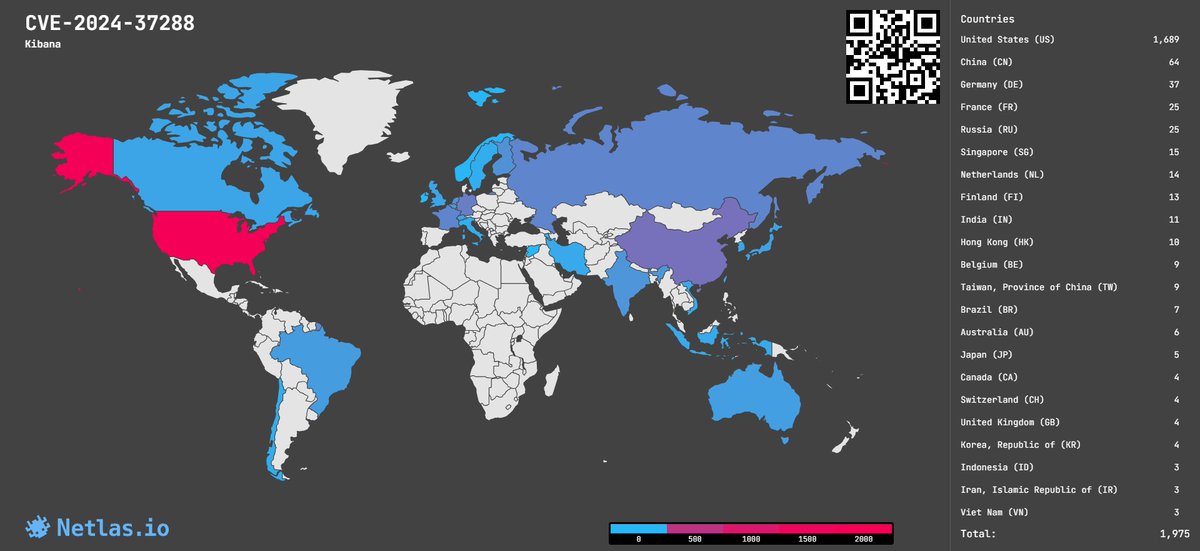 CVE-2024-37288
Kibana
Countries
United States (US) 1,689
China (CN) 64
Germany (DE) 37
France (FR) 25
Russia (RU) 25
Singapore (SG) 15
Netherlands (NL) 14
Finland (FI) 13
India (IN) 11
Hong Kong (HK) 10
Belgium (BE) 9
Taiwan, Province of China (TW) 9
Brazil (BR) 7
Australia (AU) 6
Japan (JP) 5
Canada (CA) 4
Switzerland (CH) 4
United Kingdom (GB) 4
Korea, Republic of (KR) 4
Indonesia (ID) 3
Iran, Islamic Republic of (IR) 3
Viet Nam (VN) 3
Total: 1,975
Netlas.io
0 500 1000 1500 2000